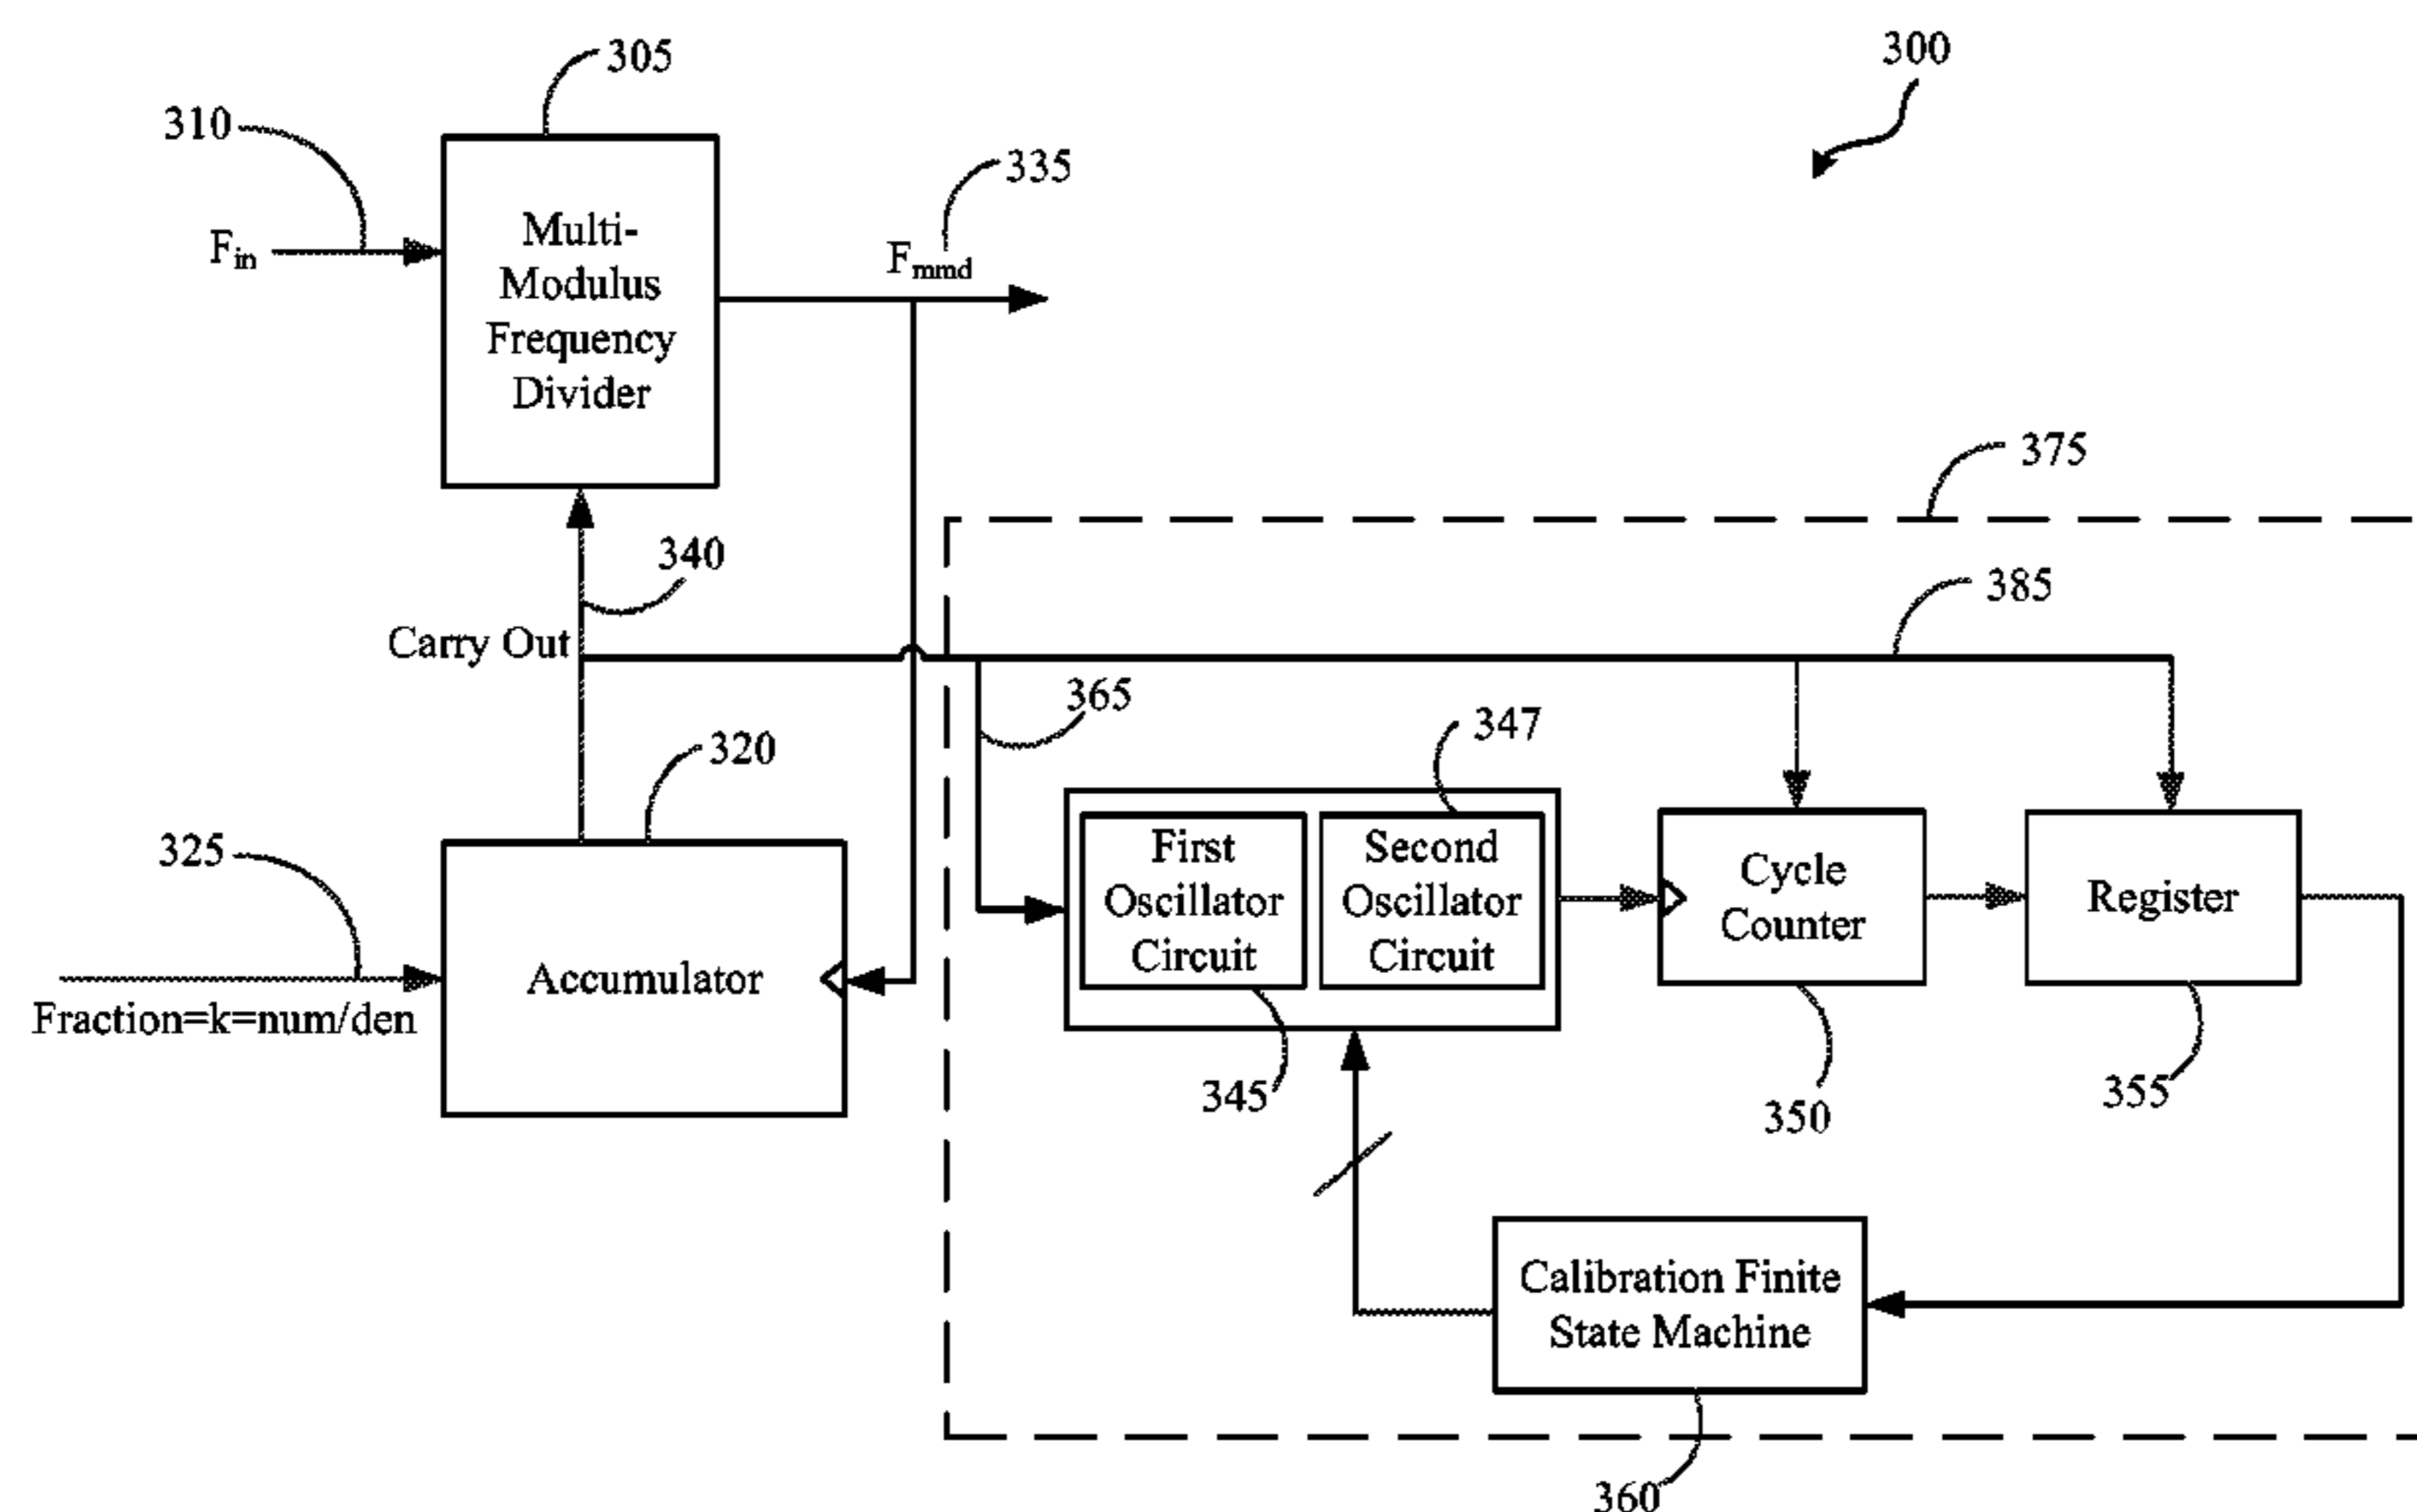 305
300
310
335
Multi-
Modulus
Frequency
Divider
Fin
Fmmd
375
340
385
Carry Out
365
347
320
325
First
Oscillator
Circuit
Second
Oscillator
Circuit
Cycle
Counter
Register
Accumulator
Fraction=k=num/den
345
350
355
Calibration Finite
State Machine
360